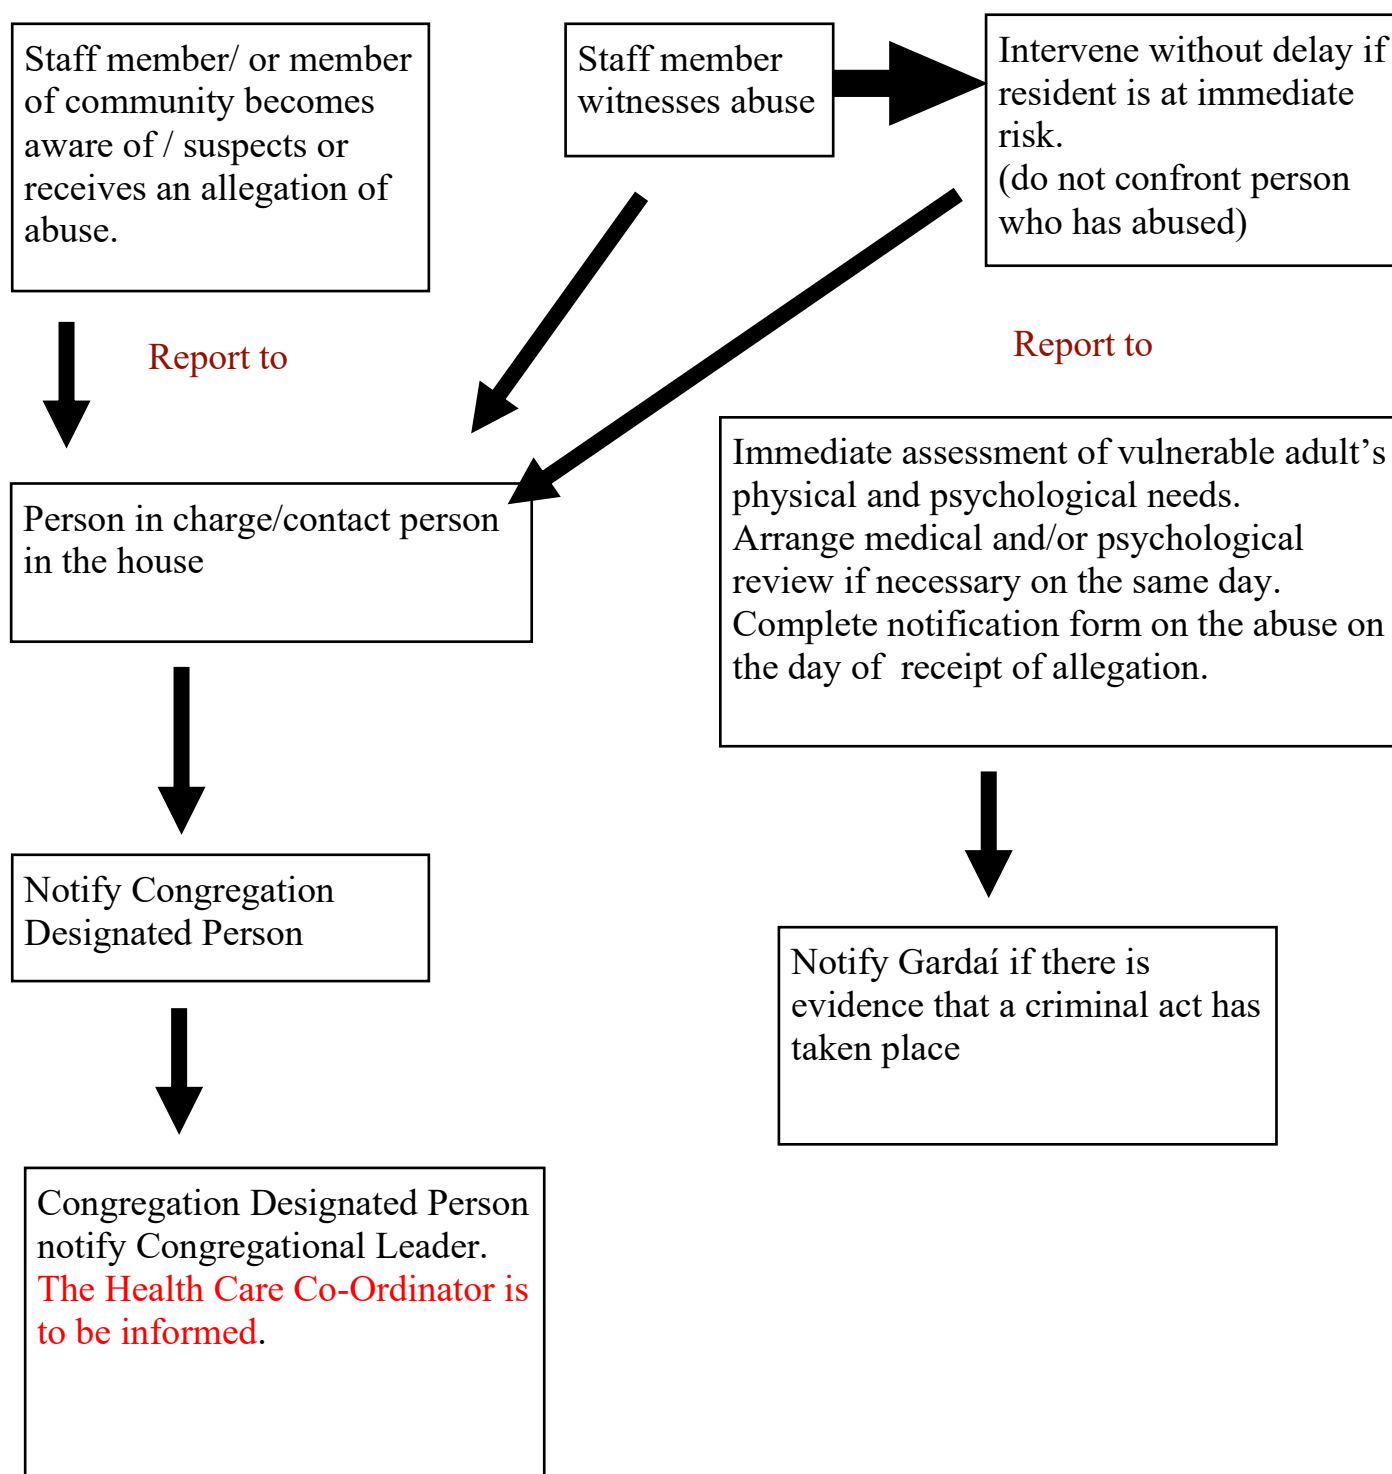 Staff member/ or member
of community becomes
aware of / suspects or
receives an allegation of
abuse.
Staff member
witnesses abuse
Intervene without delay if
resident is at immediate
risk.
(do not confront person
who has abused)
Report to
Report to
Person in charge/contact person
in the house
Immediate assessment of vulnerable adult’s
physical and psychological needs.
Arrange medical and/or psychological
review if necessary on the same day.
Complete notification form on the abuse on
the day of  receipt of allegation.
Notify Congregation
Designated Person
Notify Gardaí if there is
evidence that a criminal act has
taken place
Congregation Designated Person
notify Congregational Leader.
The Health Care Co-Ordinator is
to be informed.